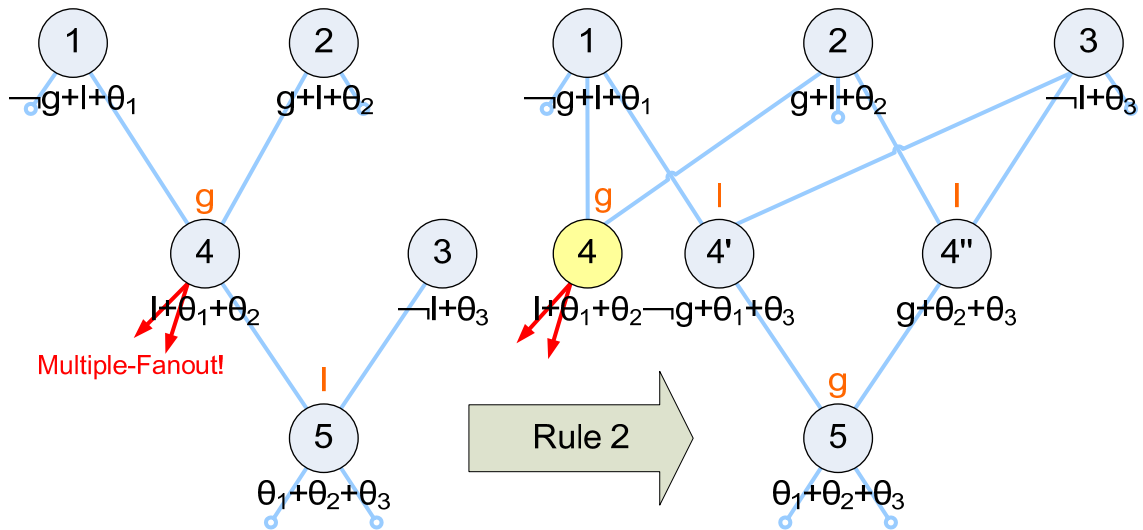 1
2
1
2
3
¬g+l+θ₁
g+l+θ₂
¬g+l+θ₁
g+l+θ₂
¬l+θ₃
g
g
l
l
4
3
4
4'
4"
l+θ₁+θ₂
¬l+θ₃
l+θ₁+θ₂
¬g+θ₁+θ₃
g+θ₂+θ₃
Multiple-Fanout!
l
g
5
Rule 2
5
θ₁+θ₂+θ₃
θ₁+θ₂+θ₃